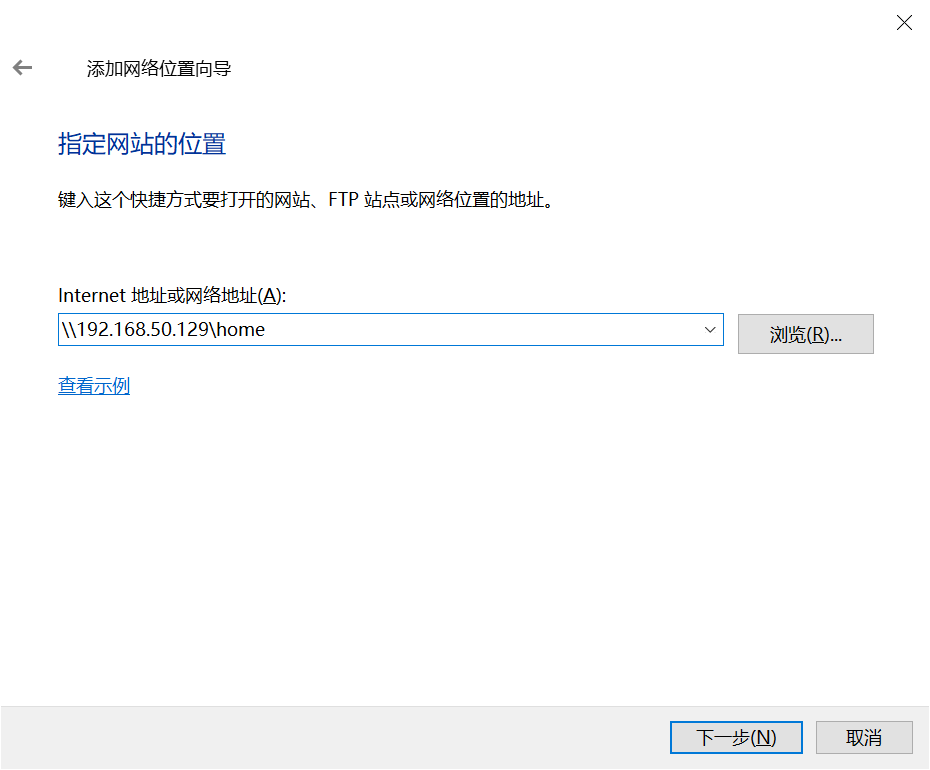 添加网络位置向导
指定网站的位置
键入这个快捷方式要打开的网站、FTP 站点或网络位置的地址。
Internet 地址或网络地址(A):
\\192.168.50.129\home
浏览(R)...
查看示例
下一步(N)
取消